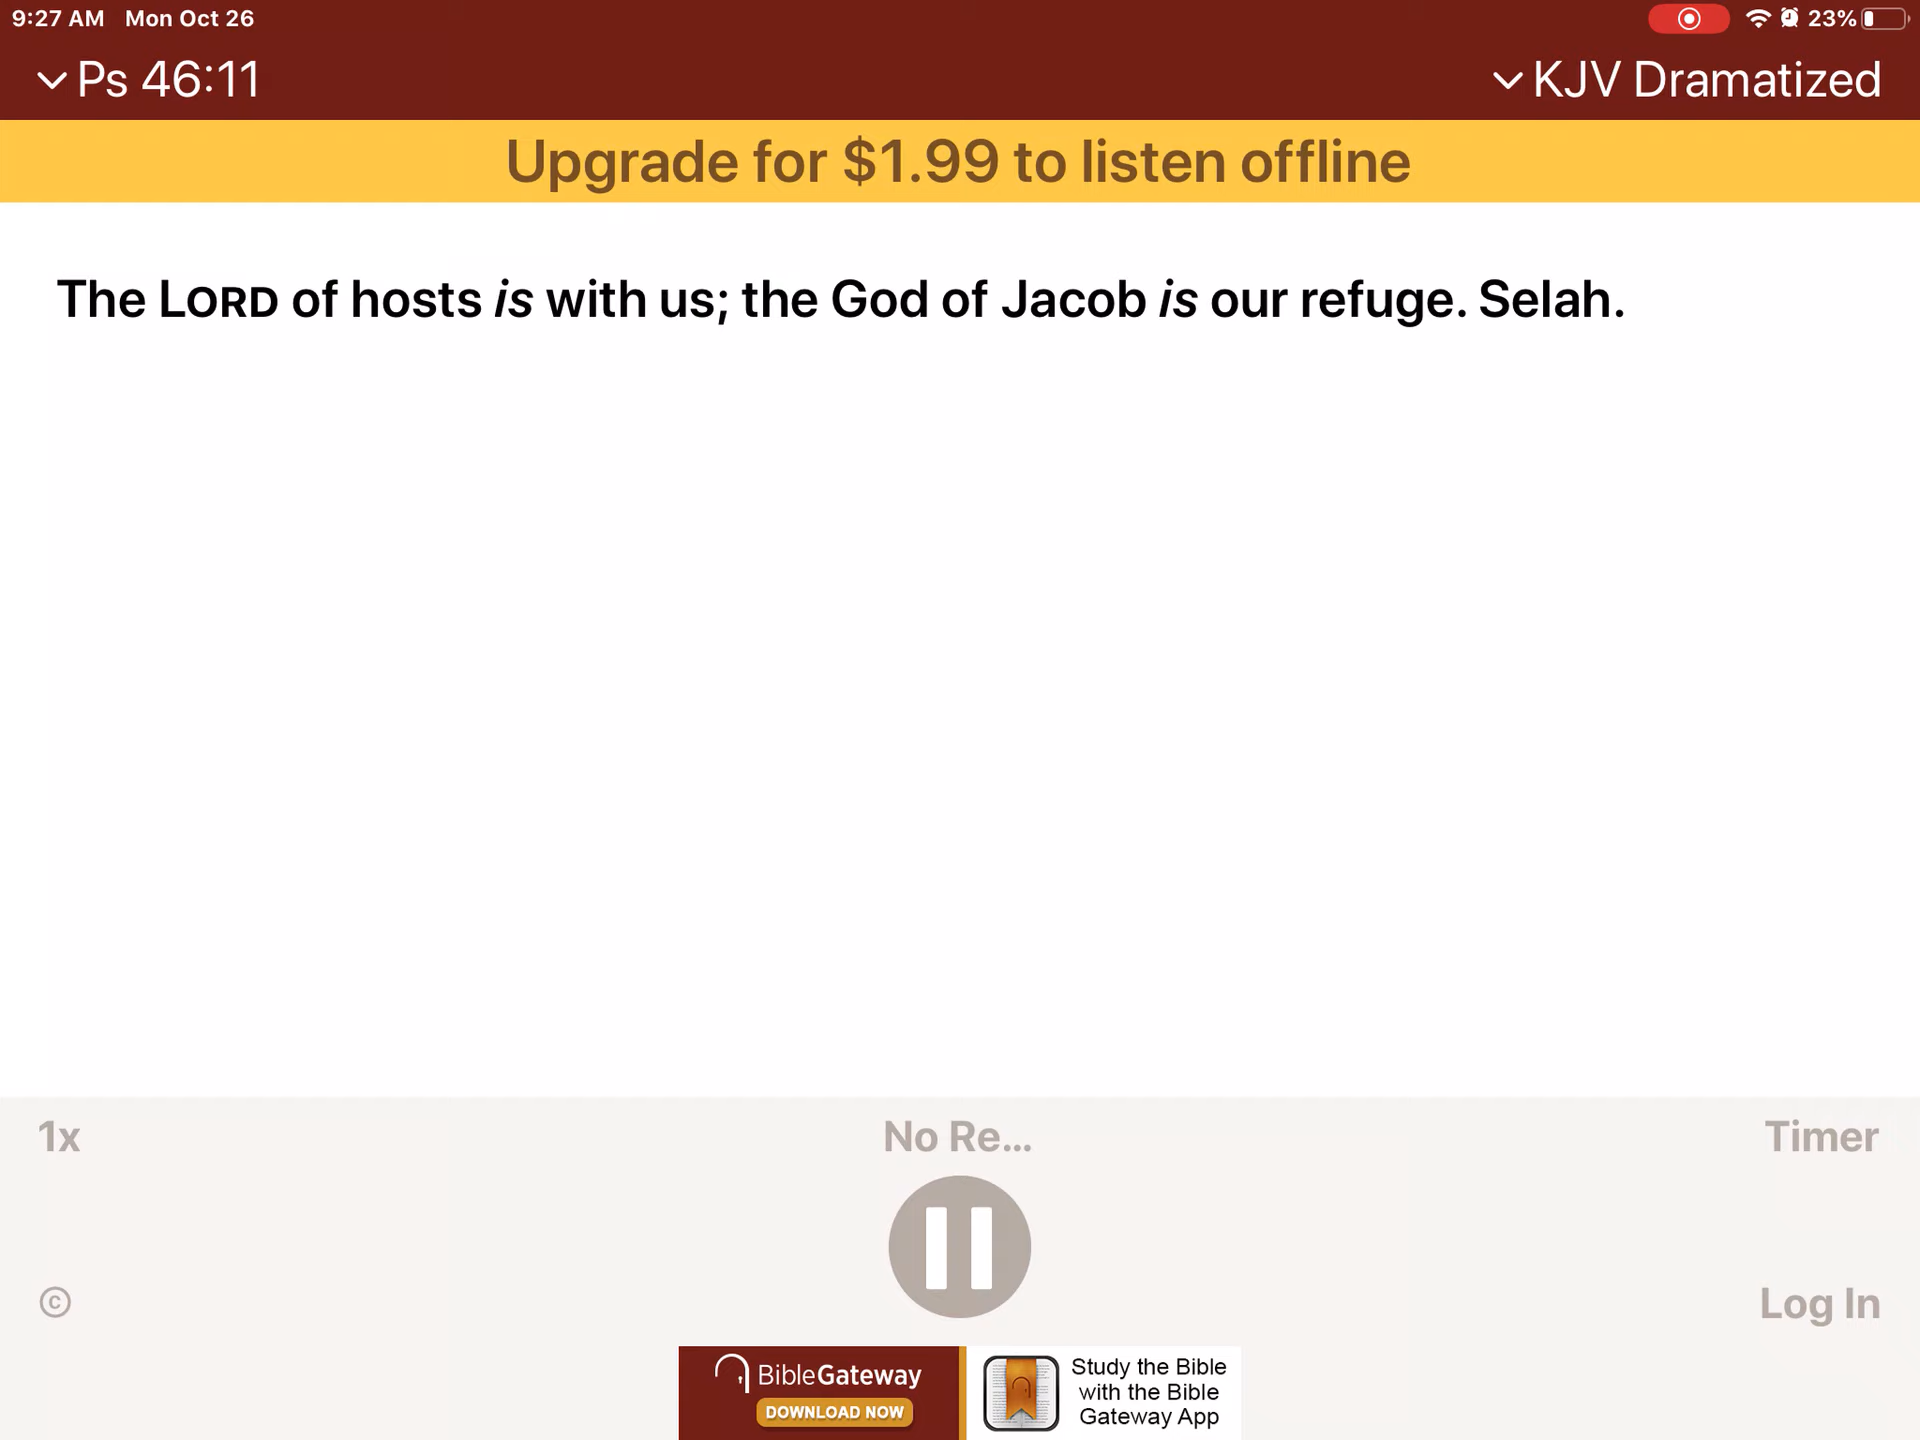 9:27 AM Mon Oct 26 23%
Ps 46:11 KJV Dramatized
Upgrade for $1.99 to listen offline
The LORD of hosts is with us; the God of Jacob is our refuge. Selah.
1x No Re... Timer
© Log In
BibleGateway
DOWNLOAD NOW
Study the Bible
with the Bible
Gateway App